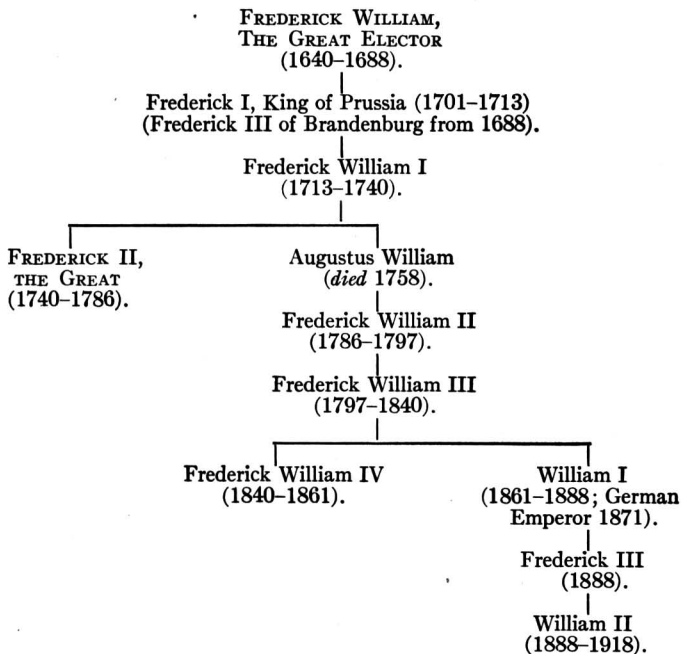 FREDERICK WILLIAM,
THE GREAT ELECTOR
(1640–1688).
Frederick I, King of Prussia (1701–1713)
(Frederick III of Brandenburg from 1688).
Frederick William I
(1713–1740).
FREDERICK II,
THE GREAT
(1740–1786).
Augustus William
(died 1758).
Frederick William II
(1786–1797).
Frederick William III
(1797–1840).
Frederick William IV
(1840–1861).
William I
(1861–1888; German
Emperor 1871).
Frederick III
(1888).
William II
(1888–1918).